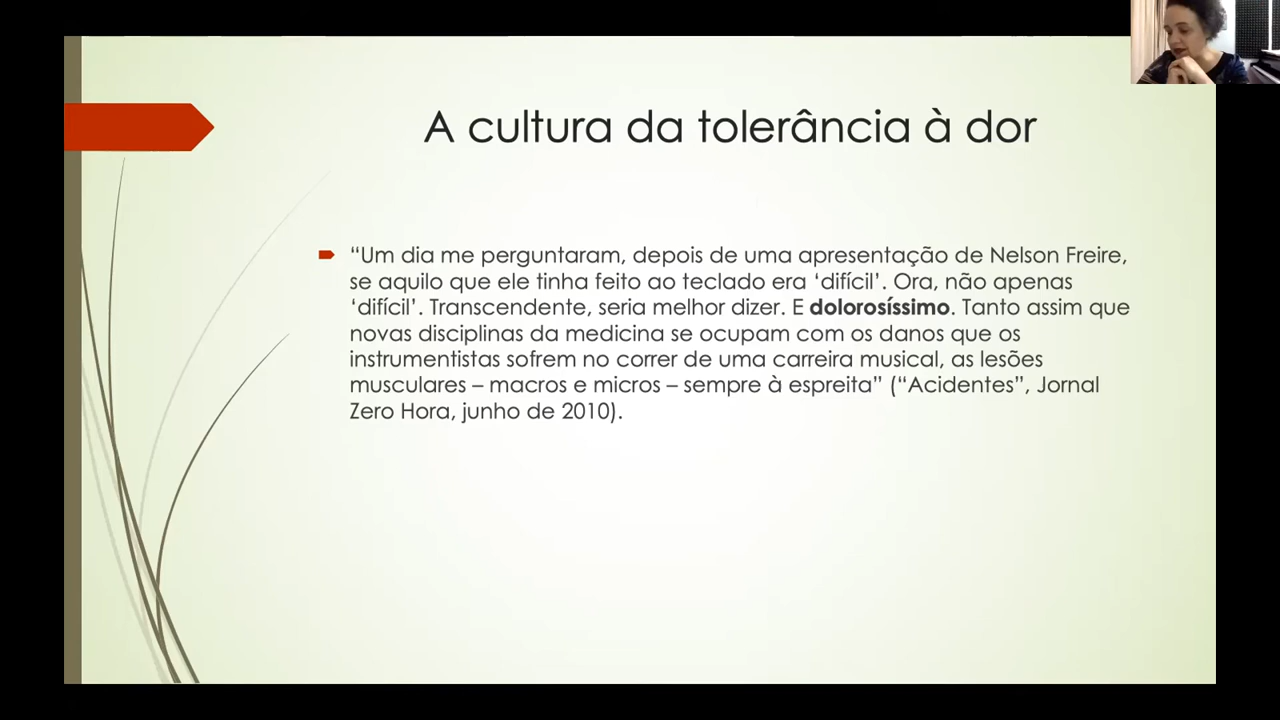 A cultura da tolerância à dor
“Um dia me perguntaram, depois de uma apresentação de Nelson Freire,
se aquilo que ele tinha feito ao teclado era ‘difícil’. Ora, não apenas
‘difícil’. Transcendente, seria melhor dizer. E dolorosíssimo. Tanto assim que
novas disciplinas da medicina se ocupam com os danos que os
instrumentistas sofrem no correr de uma carreira musical, as lesões
musculares – macros e micros – sempre à espreita” (“Acidentes”, Jornal
Zero Hora, junho de 2010).